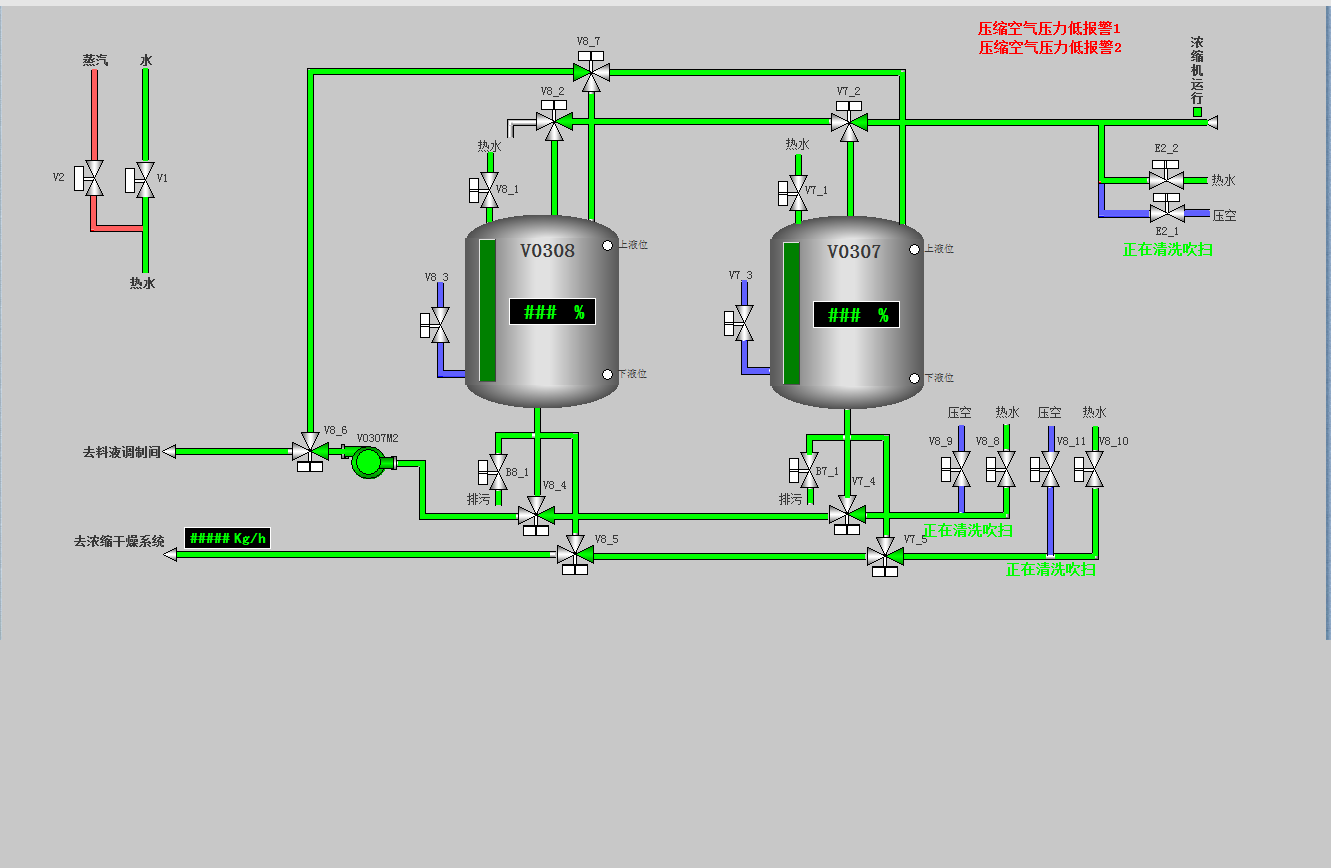 压缩空气压力低报警1
压缩空气压力低报警2
浓缩机运行
V8_7
蒸汽
水
V8_2
V7_2
热水
热水
E2_2
V2
V1
V8_1
V7_1
热水
压空
E2_1
正在清洗吹扫
V0308
上液位
V0307
上液位
V8_3
V7_3
热水
### %
### %
下液位
下液位
压空
热水
压空
热水
V8_6
V0307M2
V8_9
V8_8
V8_11
V8_10
去料液调制间
B8_1
B7_1
V8_4
V7_4
排污
排污
正在清洗吹扫
去浓缩干燥系统
##### Kg/h
V8_5
V7_5
正在清洗吹扫